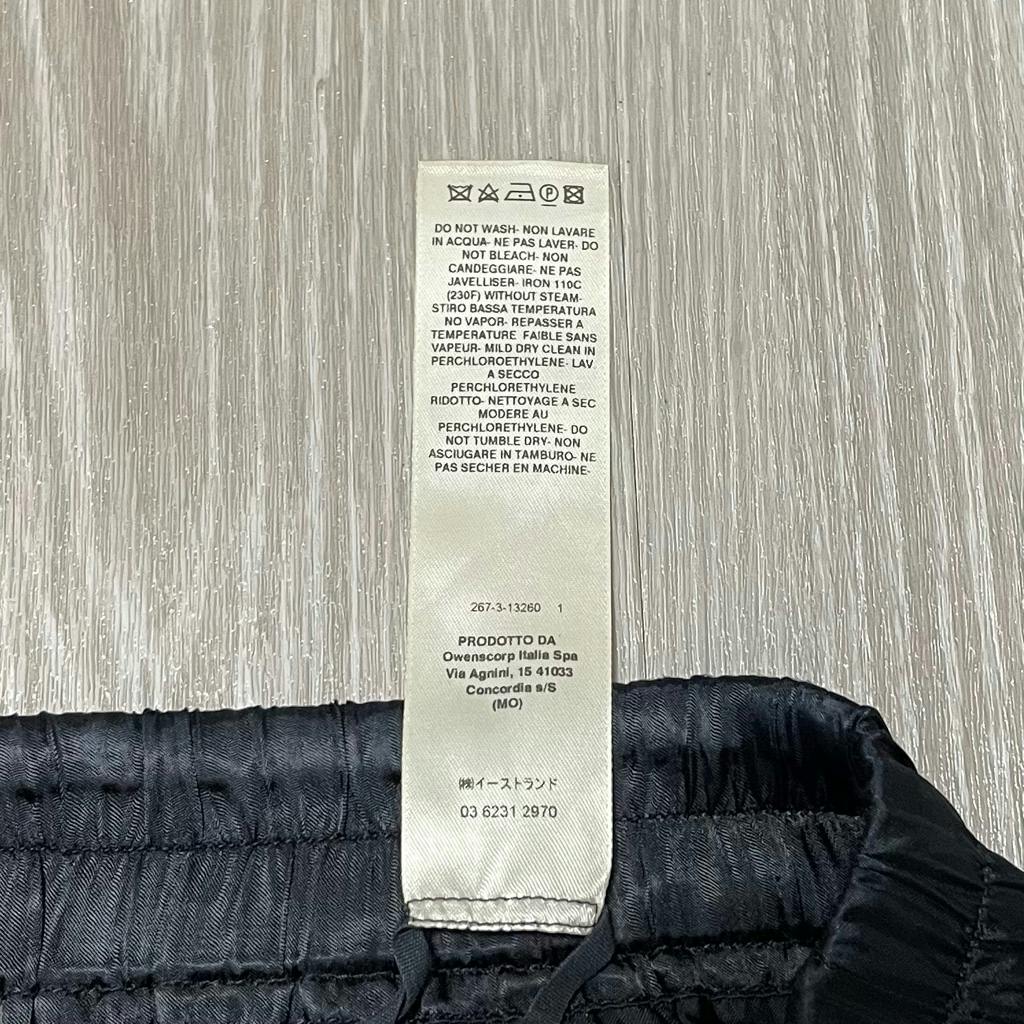 DO NOT WASH- NON LAVARE
IN ACQUA- NE PAS LAVER- DO
NOT BLEACH- NON
CANDEGGIARE- NE PAS
JAVELLISER- IRON 110C
(230F) WITHOUT STEAM-
STIRO BASSA TEMPERATURA
NO VAPOR- REPASSER A
TEMPERATURE FAIBLE SANS
VAPEUR- MILD DRY CLEAN IN
PERCHLOROETHYLENE- LAV
A SECCO
PERCHLORETHYLENE
RIDOTTO- NETTOYAGE A SEC
MODERE AU
PERCHLORETHYLENE- DO
NOT TUMBLE DRY- NON
ASCIUGARE IN TAMBURO- NE
PAS SECHER EN MACHINE-
267-3-13260 1
PRODOTTO DA
Owenscorp Italia Spa
Via Agnini, 15 41033
Concordia s/S
(MO)
㈱イーストランド
03 6231 2970